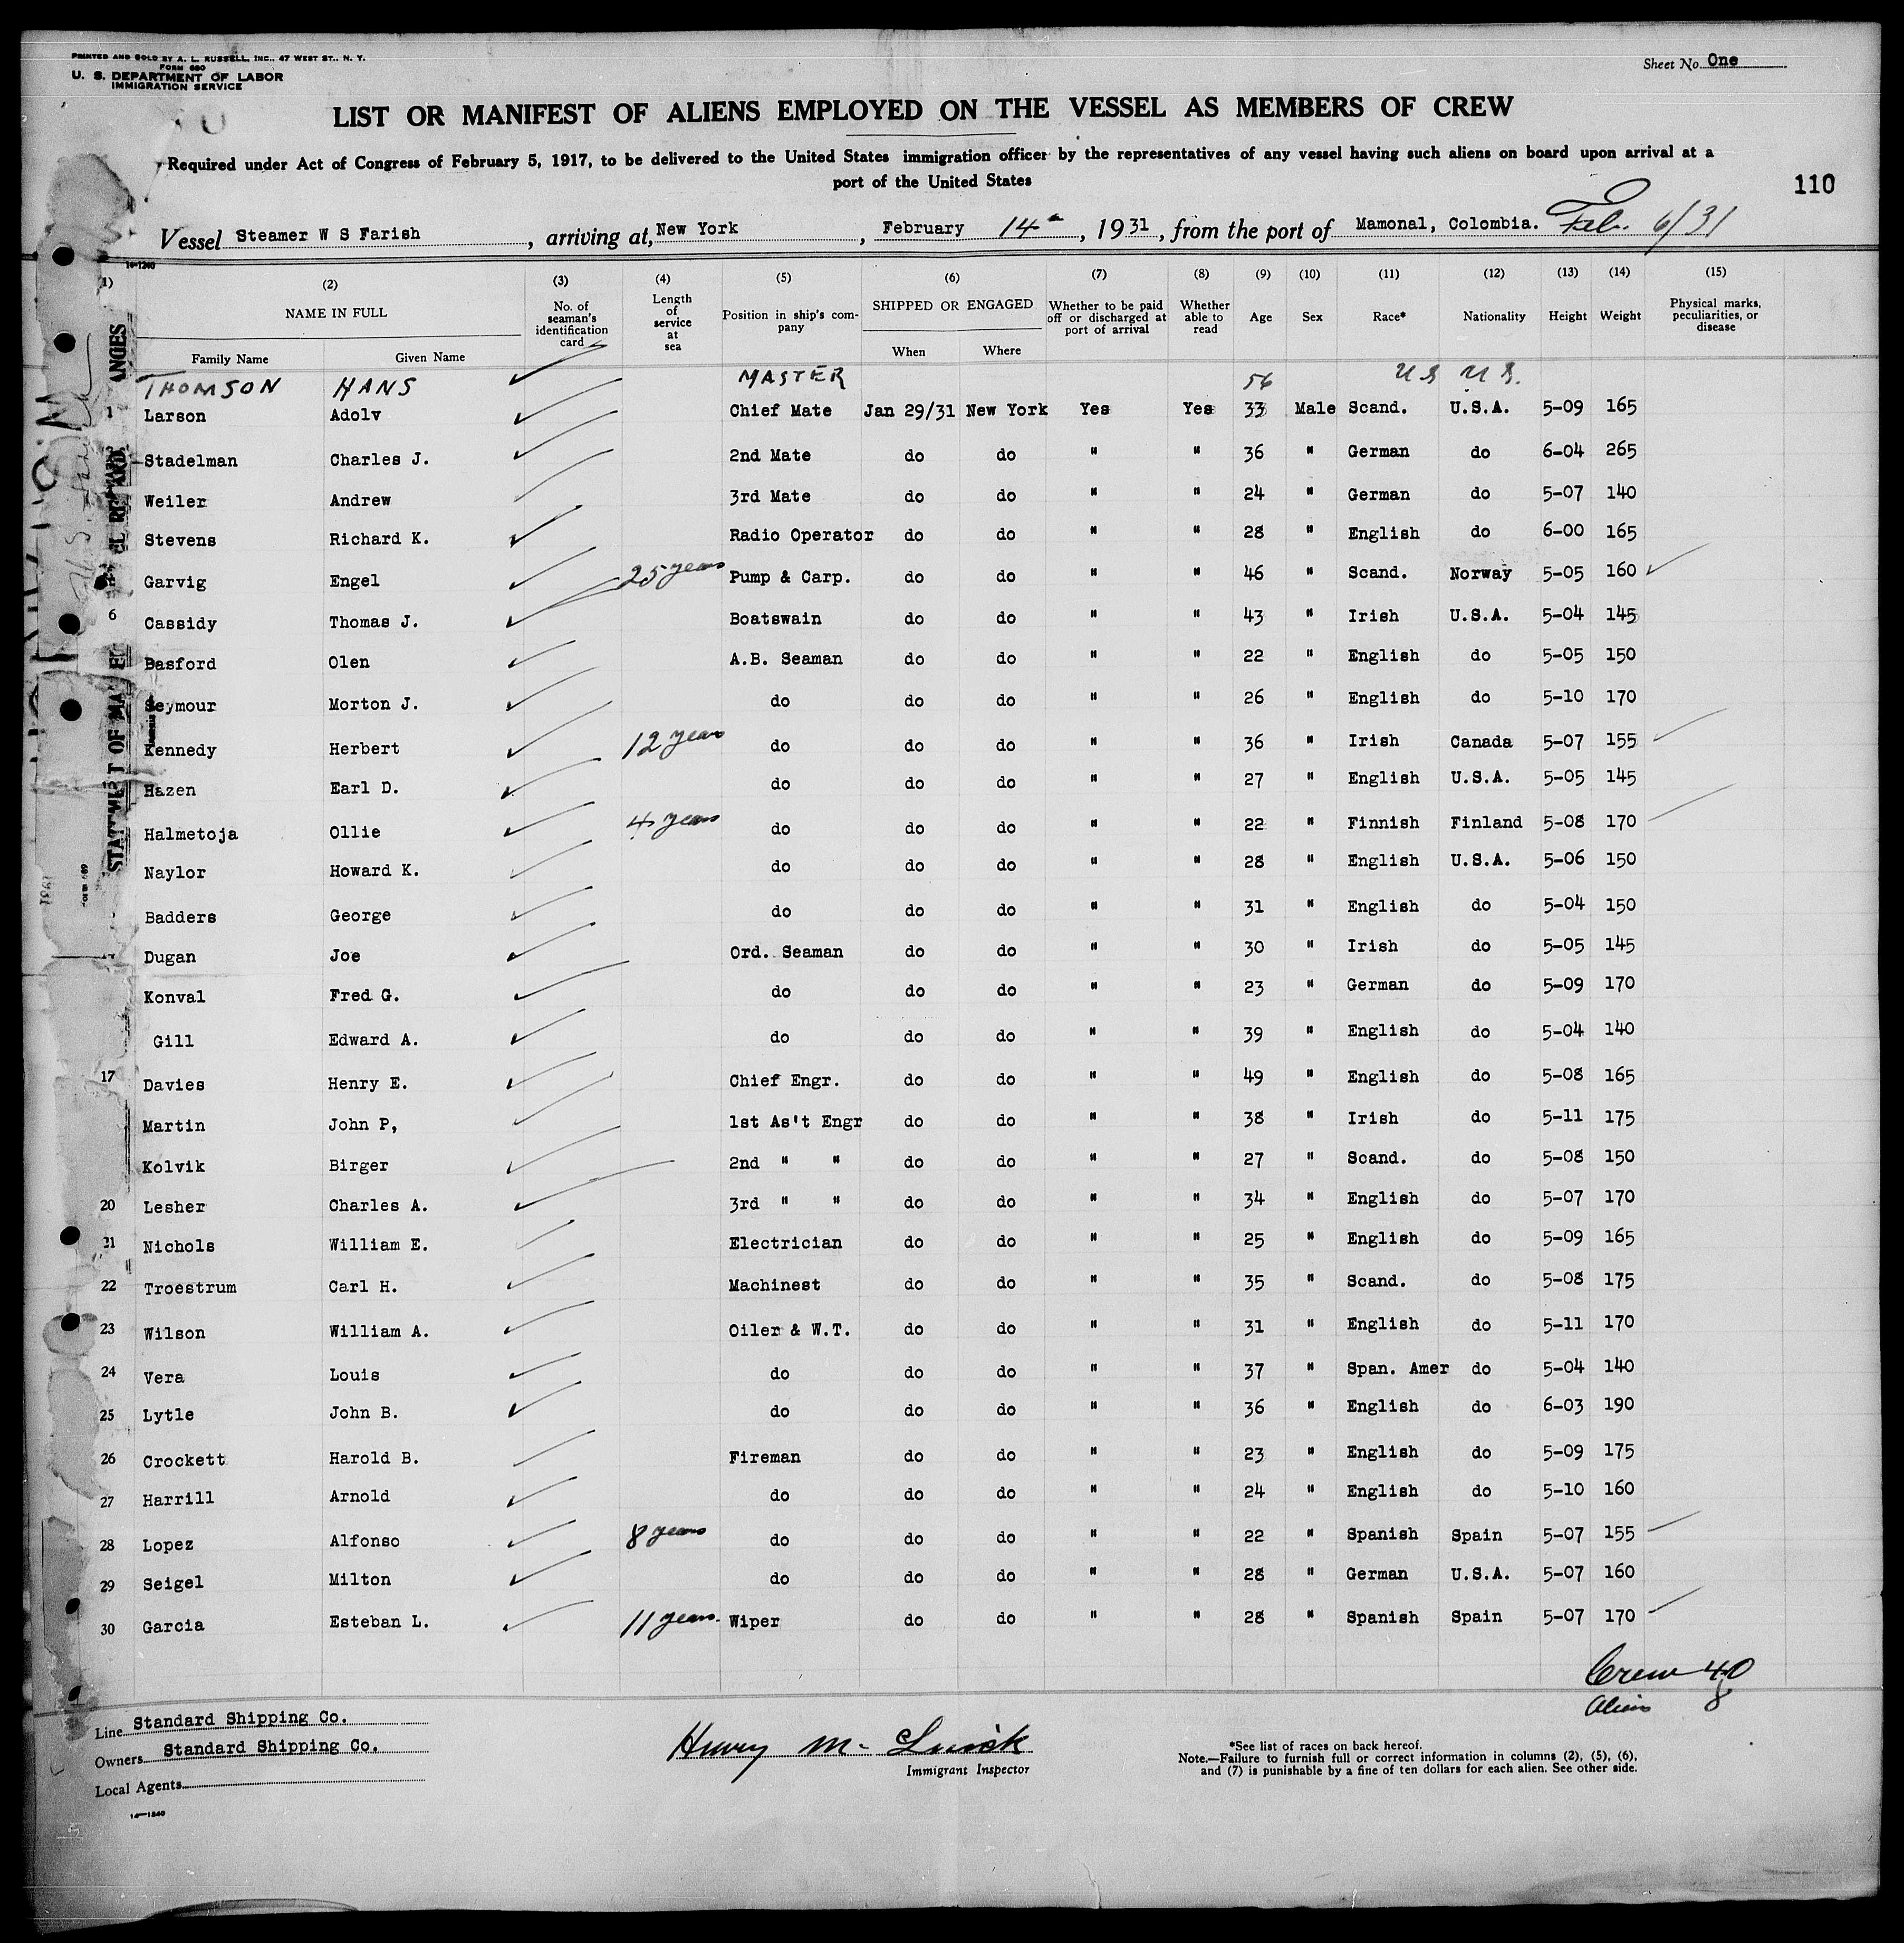 PRINTED AND SOLD BY A. L. RUSSELL, INC., 47 WEST ST., N. Y.
FORM 680
U. S. DEPARTMENT OF LABOR
IMMIGRATION SERVICE
Sheet No. One
LIST OR MANIFEST OF ALIENS EMPLOYED ON THE VESSEL AS MEMBERS OF CREW
Required under Act of Congress of February 5, 1917, to be delivered to the United States immigration officer by the representatives of any vessel having such aliens on board upon arrival at a
port of the United States
110
Vessel Steamer W S Farish, arriving at, New York, February 14, 1931, from the port of Mamonal, Colombia. Feb. 6/31
14-1240
(1) (2) (3) (4) (5) (6) (7) (8) (9) (10) (11) (12) (13) (14) (15)
NAME IN FULL No. of seaman's identification card Length of service at sea Position in ship's company SHIPPED OR ENGAGED Whether to be paid off or discharged at port of arrival Whether able to read Age Sex Race* Nationality Height Weight Physical marks, peculiarities, or disease
Family Name Given Name When Where
THOMSON HANS MASTER 56 U S U S.
1 Larson Adolv Chief Mate Jan 29/31 New York Yes Yes 33 Male Scand. U.S.A. 5-09 165
Stadelman Charles J. 2nd Mate do do " " 36 " German do 6-04 265
Weiler Andrew 3rd Mate do do " " 24 " German do 5-07 140
Stevens Richard K. Radio Operator do do " " 28 " English do 6-00 165
Garvig Engel 25 years Pump & Carp. do do " " 46 " Scand. Norway 5-05 160
6 Cassidy Thomas J. Boatswain do do " " 43 " Irish U.S.A. 5-04 145
Basford Olen A.B. Seaman do do " " 22 " English do 5-05 150
Seymour Morton J. do do do " " 26 " English do 5-10 170
Kennedy Herbert 12 years do do do " " 36 " Irish Canada 5-07 155
Hazen Earl D. do do do " " 27 " English U.S.A. 5-05 145
Halmetoja Ollie 4 years do do do " " 22 " Finnish Finland 5-08 170
Naylor Howard K. do do do " " 28 " English U.S.A. 5-06 150
Badders George do do do " " 31 " English do 5-04 150
Dugan Joe Ord. Seaman do do " " 30 " Irish do 5-05 145
Konval Fred G. do do do " " 23 " German do 5-09 170
Gill Edward A. do do do " " 39 " English do 5-04 140
17 Davies Henry E. Chief Engr. do do " " 49 " English do 5-08 165
Martin John P, 1st As't Engr do do " " 38 " Irish do 5-11 175
Kolvik Birger 2nd " " do do " " 27 " Scand. do 5-08 150
20 Lesher Charles A. 3rd " " do do " " 34 " English do 5-07 170
21 Nichols William E. Electrician do do " " 25 " English do 5-09 165
22 Troestrum Carl H. Machinest do do " " 35 " Scand. do 5-08 175
23 Wilson William A. Oiler & W.T. do do " " 31 " English do 5-11 170
24 Vera Louis do do do " " 37 " Span. Amer do 5-04 140
25 Lytle John B. do do do " " 36 " English do 6-03 190
26 Crockett Harold B. Fireman do do " " 23 " English do 5-09 175
27 Harrill Arnold do do do " " 24 " English do 5-10 160
28 Lopez Alfonso 8 years do do do " " 22 " Spanish Spain 5-07 155
29 Seigel Milton do do do " " 28 " German U.S.A. 5-07 160
30 Garcia Esteban L. 11 years. Wiper do do " " 28 " Spanish Spain 5-07 170
Crew 40
Aliens 8
Line Standard Shipping Co.
Owners Standard Shipping Co.
Local Agents
Immigrant Inspector
*See list of races on back hereof.
Note.—Failure to furnish full or correct information in columns (2), (5), (6),
and (7) is punishable by a fine of ten dollars for each alien. See other side.
14-1240